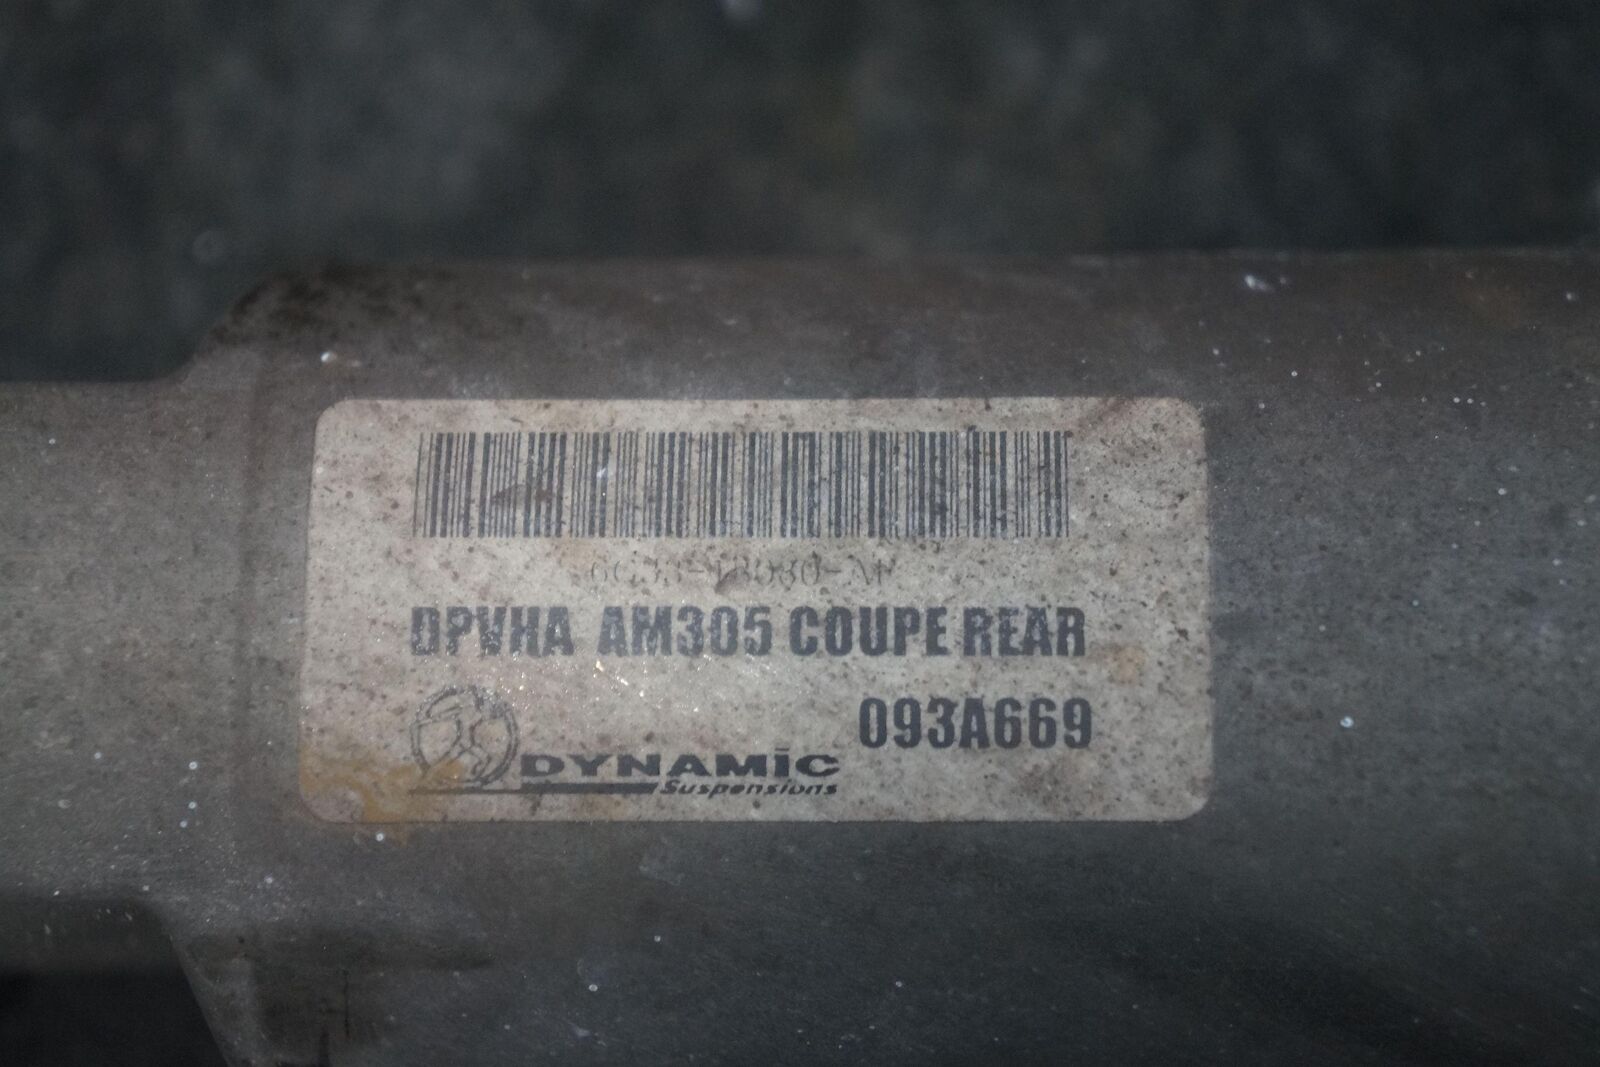 DPVHA AM305 COUPE REAR
093A669
DYNAMIC
Suspensions